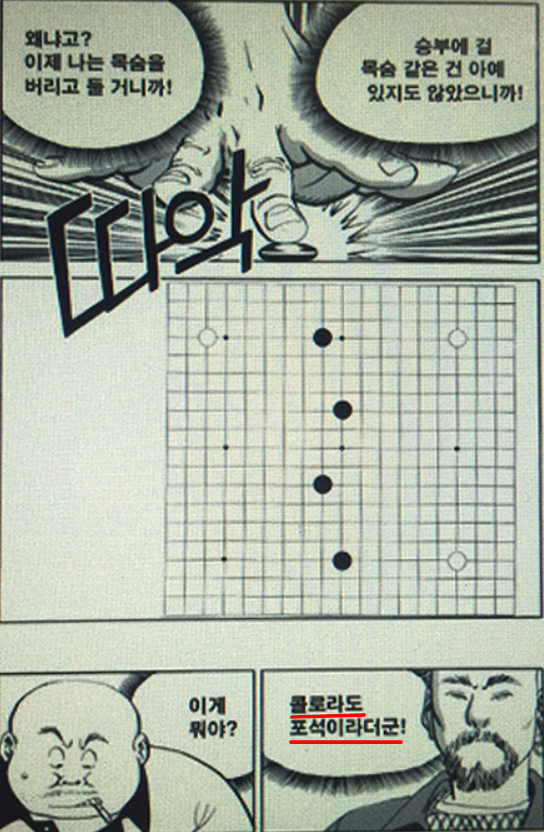 왜냐고?
이제 나는 목숨을
버리고 둘 거니까!
승부에 걸
목숨 같은 건 아예
있지도 않았으니까!
따악
이게
뭐야?
콜로라도
포석이라더군!